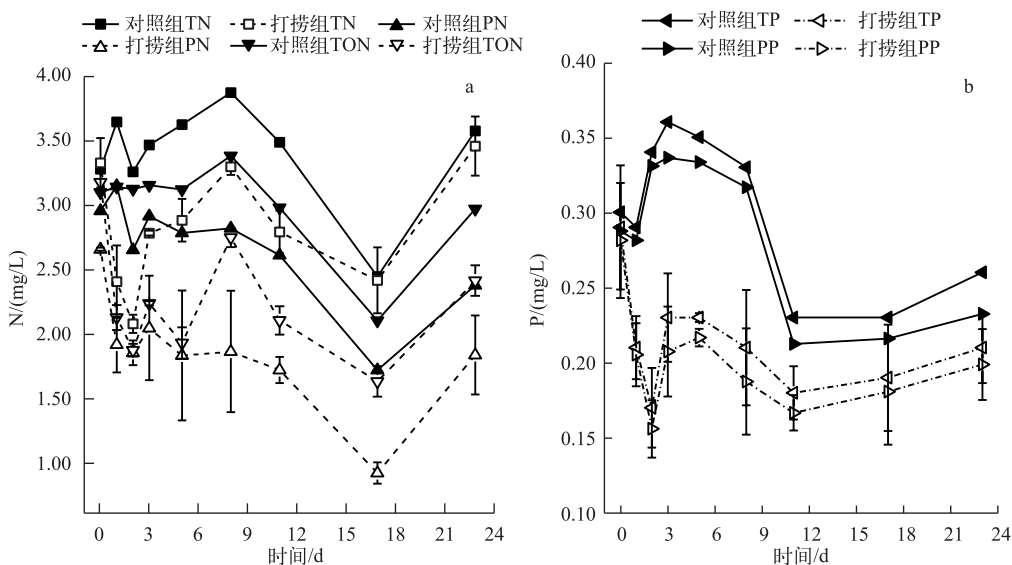 对照组TN 打捞组TN 对照组PN
打捞组PN 对照组TON 打捞组TON
a
N/(mg/L)
4.00
3.50
3.00
2.50
2.00
1.50
1.00
0 3 6 9 12 15 18 21 24
时间/d
对照组TP 打捞组TP
对照组PP 打捞组PP
b
P/(mg/L)
0.40
0.35
0.30
0.25
0.20
0.15
0.10
0 3 6 9 12 15 18 21 24
时间/d